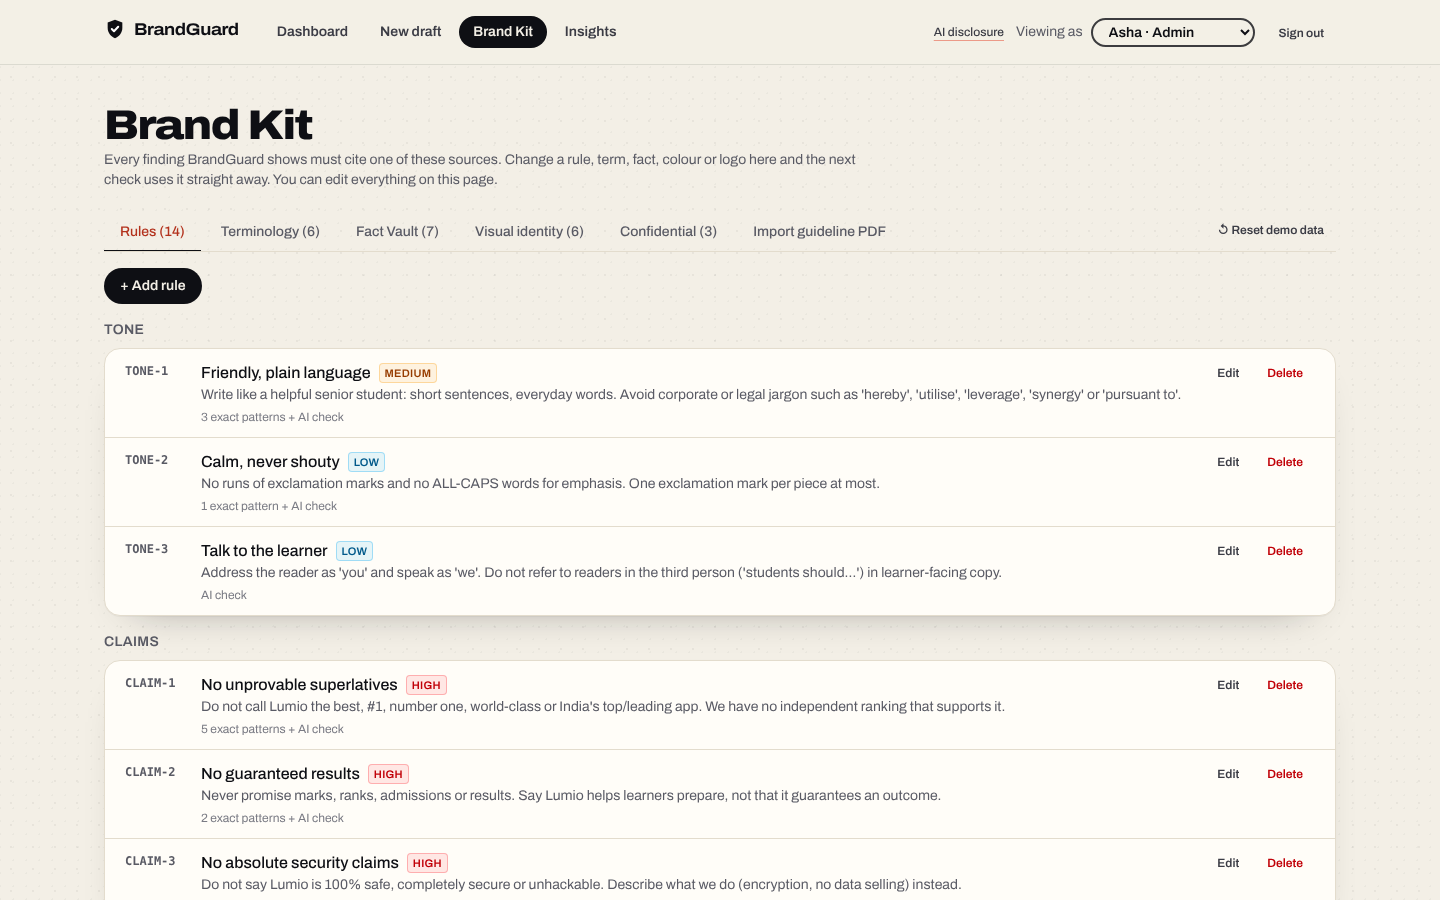 BrandGuard
Dashboard
New draft
Brand Kit
Insights
AI disclosure
Viewing as
Asha · Admin
Sign out
Brand Kit
Every finding BrandGuard shows must cite one of these sources. Change a rule, term, fact, colour or logo here and the next
check uses it straight away. You can edit everything on this page.
Rules (14)
Terminology (6)
Fact Vault (7)
Visual identity (6)
Confidential (3)
Import guideline PDF
↺ Reset demo data
+ Add rule
TONE
TONE-1
Friendly, plain language MEDIUM
Edit
Delete
Write like a helpful senior student: short sentences, everyday words. Avoid corporate or legal jargon such as 'hereby', 'utilise', 'leverage', 'synergy' or 'pursuant to'.
3 exact patterns + AI check
TONE-2
Calm, never shouty LOW
Edit
Delete
No runs of exclamation marks and no ALL-CAPS words for emphasis. One exclamation mark per piece at most.
1 exact pattern + AI check
TONE-3
Talk to the learner LOW
Edit
Delete
Address the reader as 'you' and speak as 'we'. Do not refer to readers in the third person ('students should...') in learner-facing copy.
AI check
CLAIMS
CLAIM-1
No unprovable superlatives HIGH
Edit
Delete
Do not call Lumio the best, #1, number one, world-class or India's top/leading app. We have no independent ranking that supports it.
5 exact patterns + AI check
CLAIM-2
No guaranteed results HIGH
Edit
Delete
Never promise marks, ranks, admissions or results. Say Lumio helps learners prepare, not that it guarantees an outcome.
2 exact patterns + AI check
CLAIM-3
No absolute security claims HIGH
Edit
Delete
Do not say Lumio is 100% safe, completely secure or unhackable. Describe what we do (encryption, no data selling) instead.